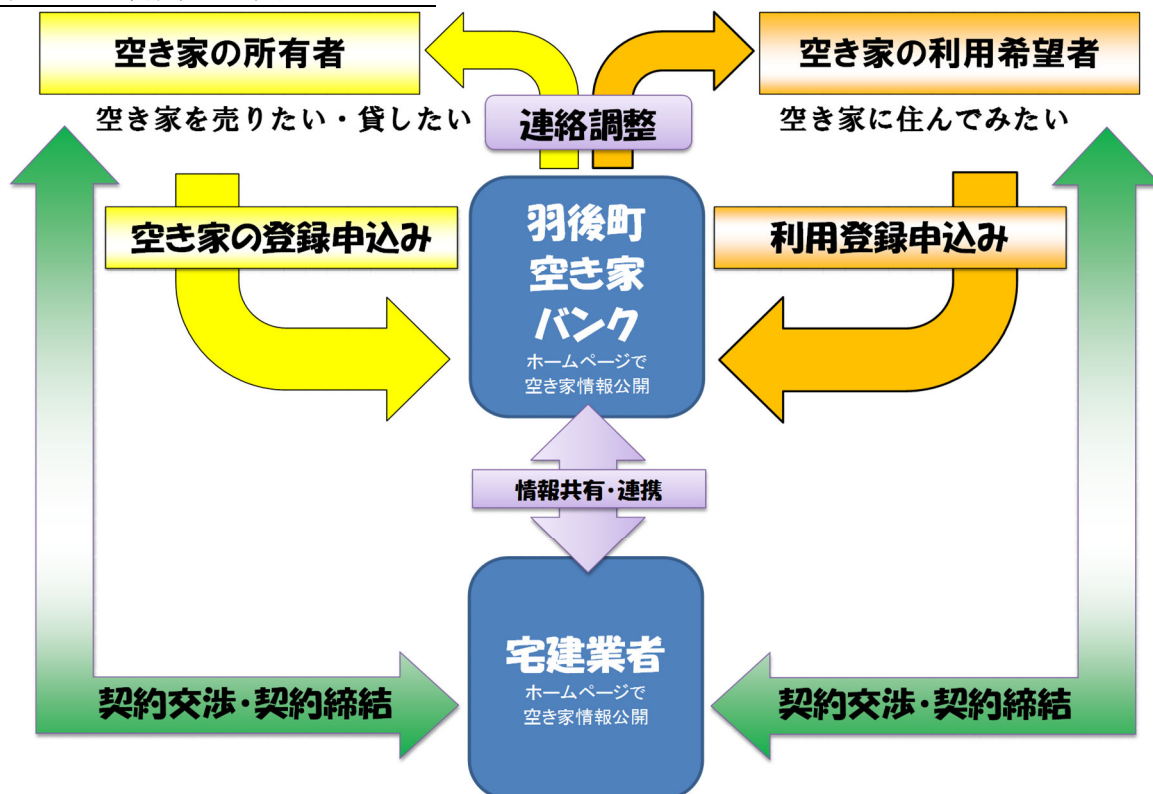 空き家の所有者
空き家の利用希望者
空き家を売りたい・貸したい
連絡調整
空き家に住んでみたい
空き家の登録申込み
羽後町
空き家
バンク
ホームページで
空き家情報公開
利用登録申込み
情報共有・連携
宅建業者
ホームページで
空き家情報公開
契約交渉・契約締結
契約交渉・契約締結